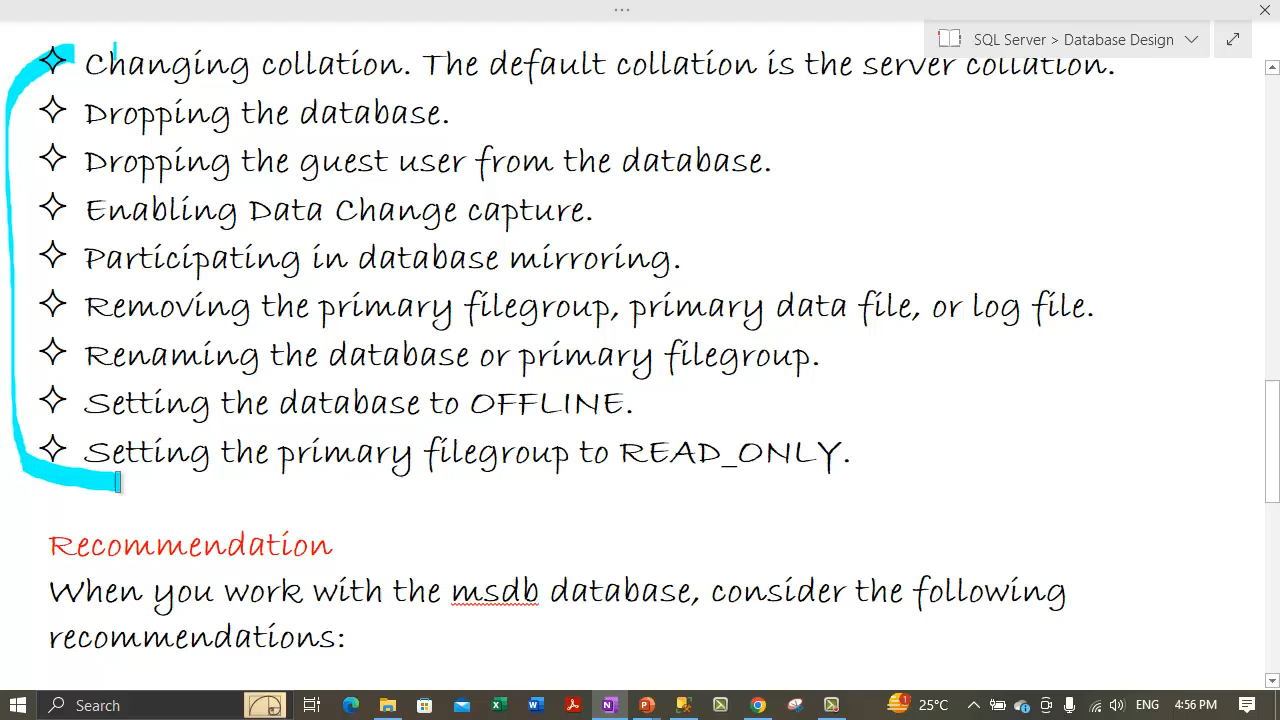 SQL Server > Database Design
Changing collation. The default collation is the server collation.
Dropping the database.
Dropping the guest user from the database.
Enabling Data Change capture.
Participating in database mirroring.
Removing the primary filegroup, primary data file, or log file.
Renaming the database or primary filegroup.
Setting the database to OFFLINE.
Setting the primary filegroup to READ_ONLY.
Recommendation
When you work with the msdb database, consider the following
recommendations:
Search
1
25°C
ENG
4:56 PM